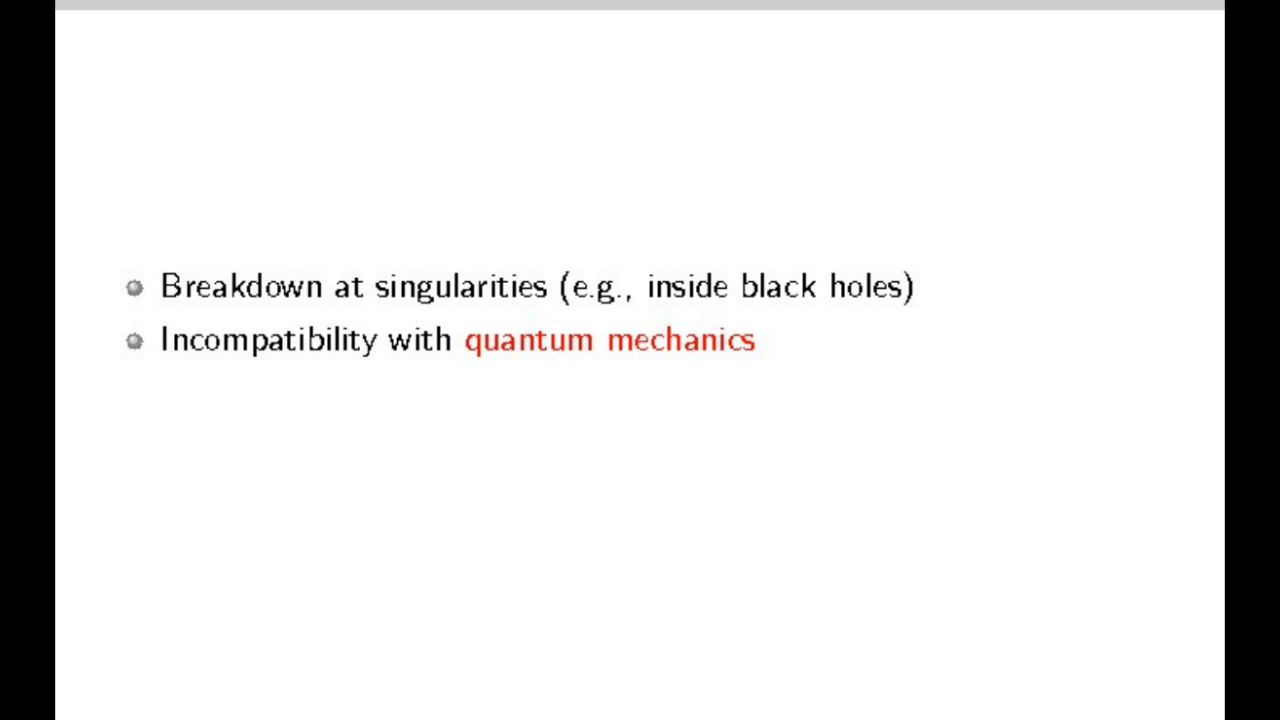 Breakdown at singularities (e.g., inside black holes)
Incompatibility with quantum mechanics